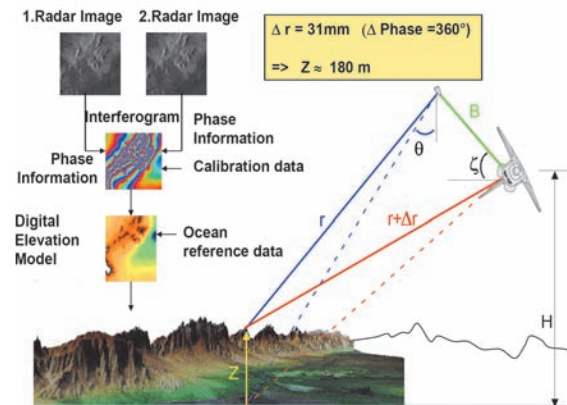 1.Radar Image
2.Radar Image
Δ r = 31mm (Δ Phase =360°)
=> Z ≈ 180 m
Interferogram
Phase
Information
Phase
Information
Calibration data
Digital
Elevation
Model
Ocean
reference data
B
θ
ζ
r
r+Δr
H
Z